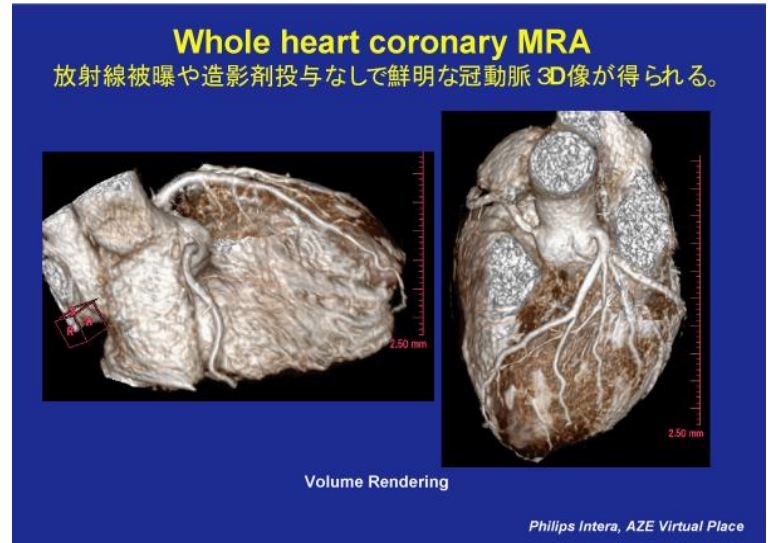 Whole heart coronary MRA
放射線被曝や造影剤投与なしで鮮明な冠動脈 3D像が得られる。
2.50 mm
2.50 mm
Volume Rendering
Philips Intera, AZE Virtual Place